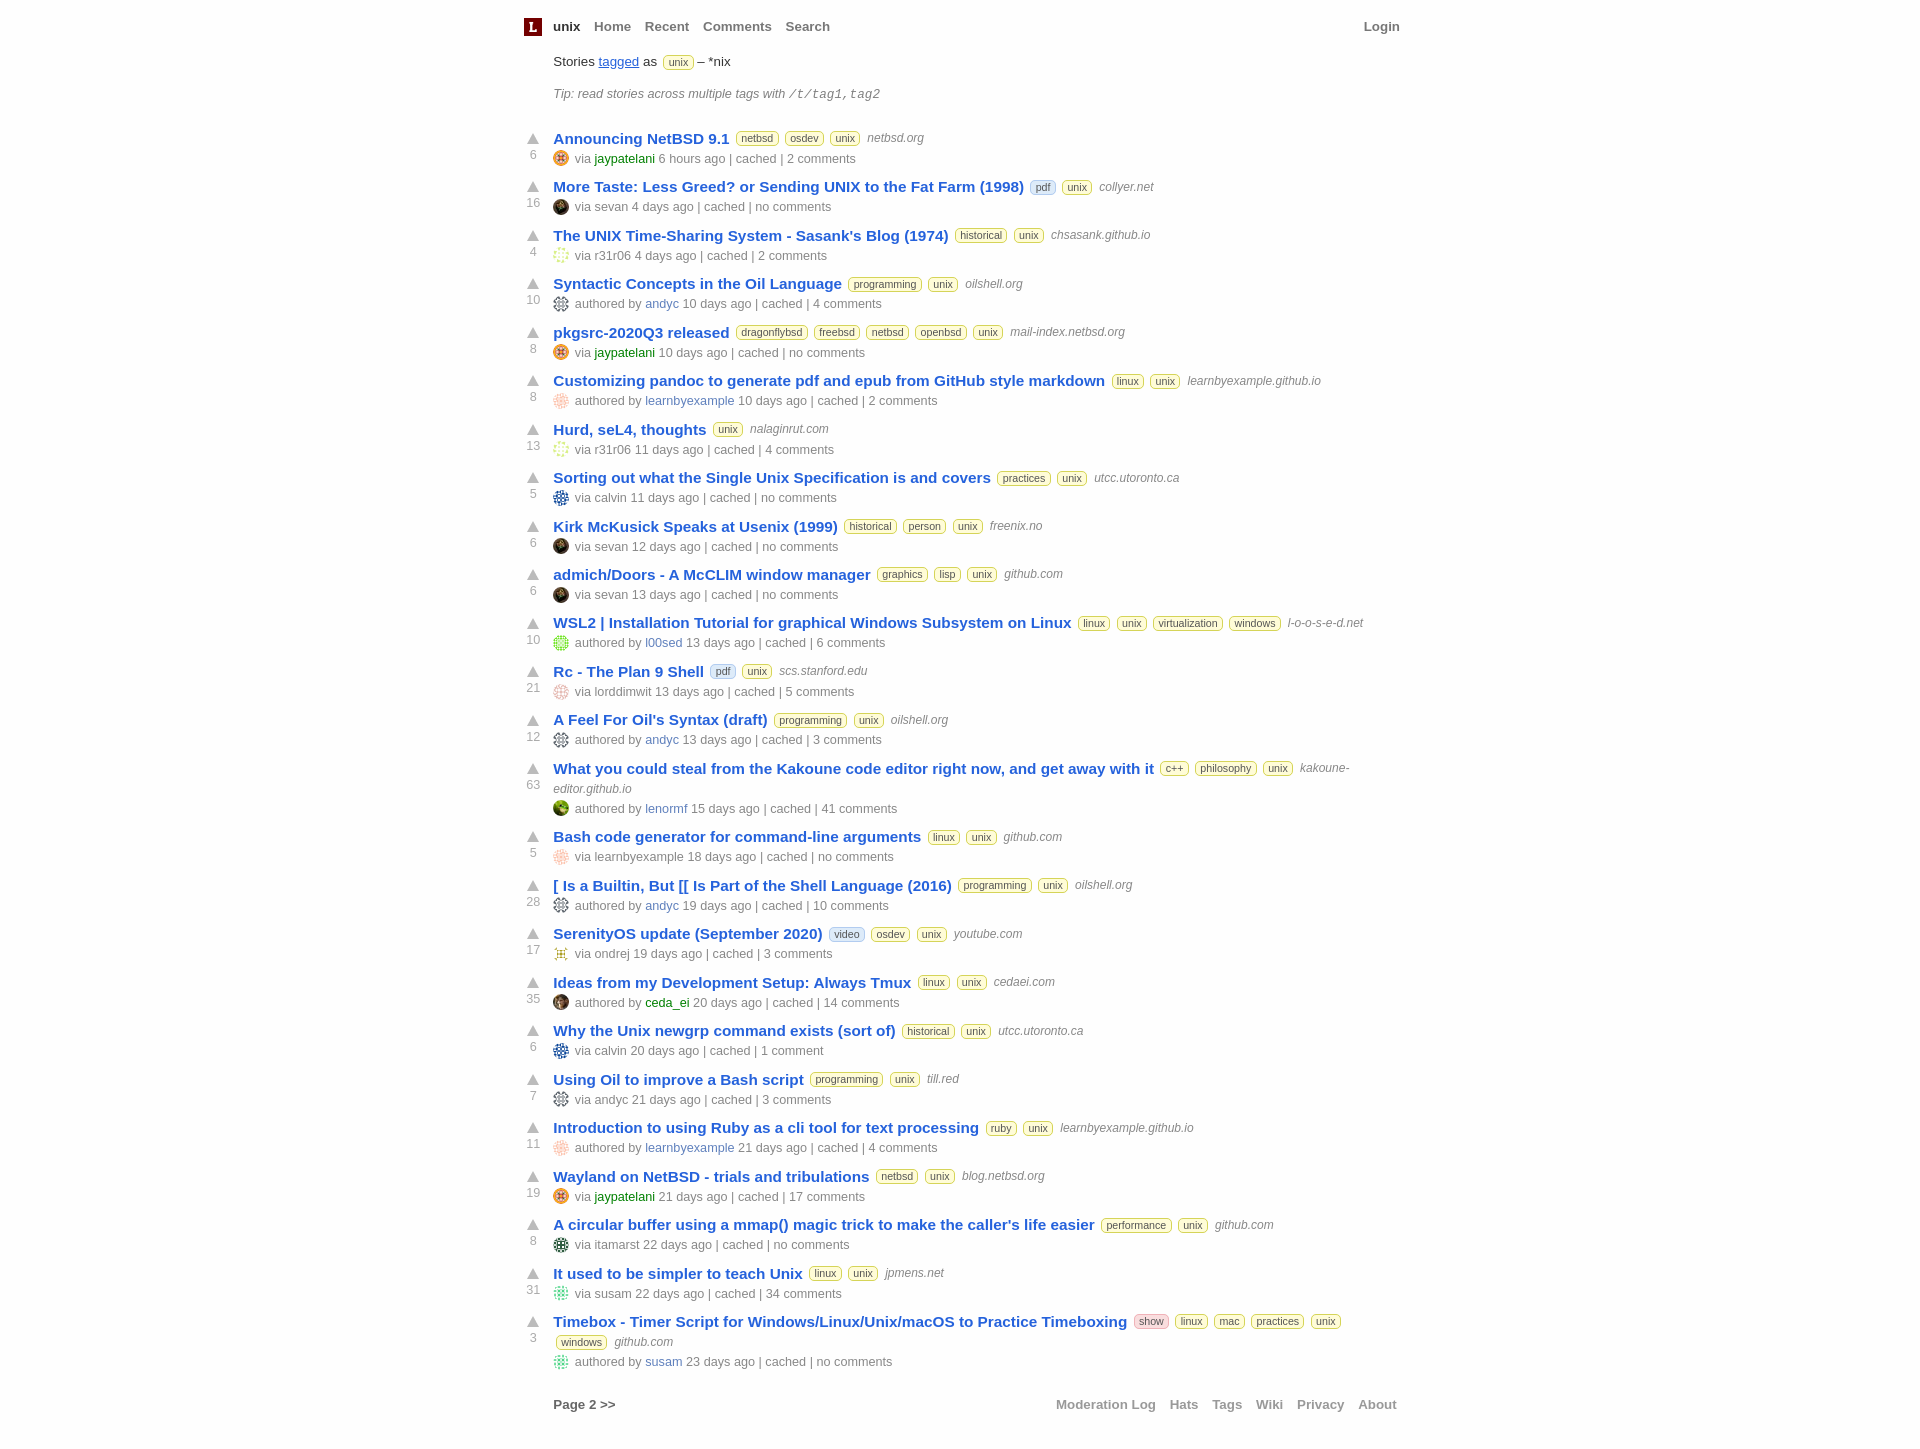 L unix Home Recent Comments Search Login
Stories tagged as unix – *nix
Tip: read stories across multiple tags with /t/tag1,tag2
Announcing NetBSD 9.1 netbsd osdev unix netbsd.org
6 via jaypatelani 6 hours ago | cached | 2 comments
More Taste: Less Greed? or Sending UNIX to the Fat Farm (1998) pdf unix collyer.net
16 via sevan 4 days ago | cached | no comments
The UNIX Time-Sharing System - Sasank's Blog (1974) historical unix chsasank.github.io
4 via r31r06 4 days ago | cached | 2 comments
Syntactic Concepts in the Oil Language programming unix oilshell.org
10 authored by andyc 10 days ago | cached | 4 comments
pkgsrc-2020Q3 released dragonflybsd freebsd netbsd openbsd unix mail-index.netbsd.org
8 via jaypatelani 10 days ago | cached | no comments
Customizing pandoc to generate pdf and epub from GitHub style markdown linux unix learnbyexample.github.io
8 authored by learnbyexample 10 days ago | cached | 2 comments
Hurd, seL4, thoughts unix nalaginrut.com
13 via r31r06 11 days ago | cached | 4 comments
Sorting out what the Single Unix Specification is and covers practices unix utcc.utoronto.ca
5 via calvin 11 days ago | cached | no comments
Kirk McKusick Speaks at Usenix (1999) historical person unix freenix.no
6 via sevan 12 days ago | cached | no comments
admich/Doors - A McCLIM window manager graphics lisp unix github.com
6 via sevan 13 days ago | cached | no comments
WSL2 | Installation Tutorial for graphical Windows Subsystem on Linux linux unix virtualization windows l-o-o-s-e-d.net
10 authored by l00sed 13 days ago | cached | 6 comments
Rc - The Plan 9 Shell pdf unix scs.stanford.edu
21 via lorddimwit 13 days ago | cached | 5 comments
A Feel For Oil's Syntax (draft) programming unix oilshell.org
12 authored by andyc 13 days ago | cached | 3 comments
What you could steal from the Kakoune code editor right now, and get away with it c++ philosophy unix kakoune-
63 editor.github.io
authored by lenormf 15 days ago | cached | 41 comments
Bash code generator for command-line arguments linux unix github.com
5 via learnbyexample 18 days ago | cached | no comments
[ Is a Builtin, But [[ Is Part of the Shell Language (2016) programming unix oilshell.org
28 authored by andyc 19 days ago | cached | 10 comments
SerenityOS update (September 2020) video osdev unix youtube.com
17 via ondrej 19 days ago | cached | 3 comments
Ideas from my Development Setup: Always Tmux linux unix cedaei.com
35 authored by ceda_ei 20 days ago | cached | 14 comments
Why the Unix newgrp command exists (sort of) historical unix utcc.utoronto.ca
6 via calvin 20 days ago | cached | 1 comment
Using Oil to improve a Bash script programming unix till.red
7 via andyc 21 days ago | cached | 3 comments
Introduction to using Ruby as a cli tool for text processing ruby unix learnbyexample.github.io
11 authored by learnbyexample 21 days ago | cached | 4 comments
Wayland on NetBSD - trials and tribulations netbsd unix blog.netbsd.org
19 via jaypatelani 21 days ago | cached | 17 comments
A circular buffer using a mmap() magic trick to make the caller's life easier performance unix github.com
8 via itamarst 22 days ago | cached | no comments
It used to be simpler to teach Unix linux unix jpmens.net
31 via susam 22 days ago | cached | 34 comments
Timebox - Timer Script for Windows/Linux/Unix/macOS to Practice Timeboxing show linux mac practices unix
3 windows github.com
authored by susam 23 days ago | cached | no comments
Page 2 >> Moderation Log Hats Tags Wiki Privacy About